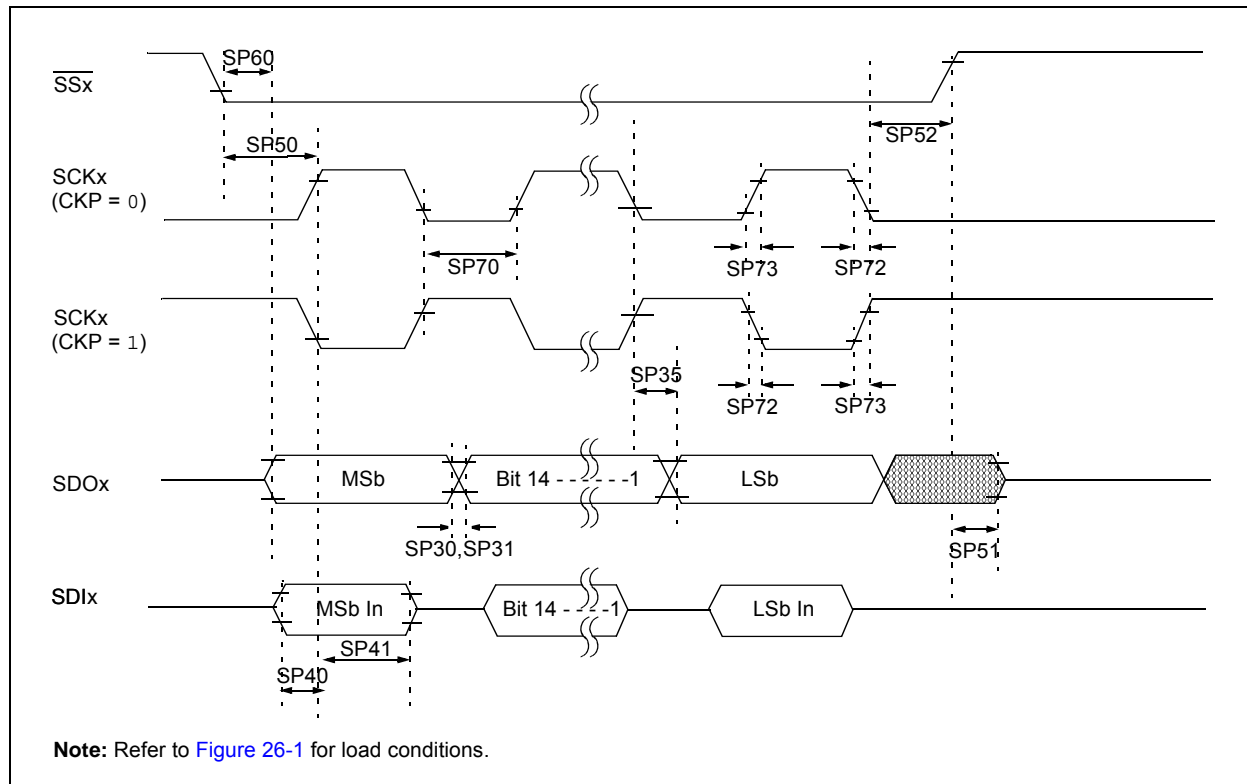 SP60
SSx
SP50
SP52
SCKx
(CKP = 0)
SP70
SP73
SP72
SCKx
(CKP = 1)
SP35
SP72
SP73
SDOx
MSb
Bit 14 - - - - - -1
LSb
SP30,SP31
SP51
SDIx
MSb In
Bit 14 - - - -1
LSb In
SP41
SP40
Note: Refer to Figure 26-1 for load conditions.